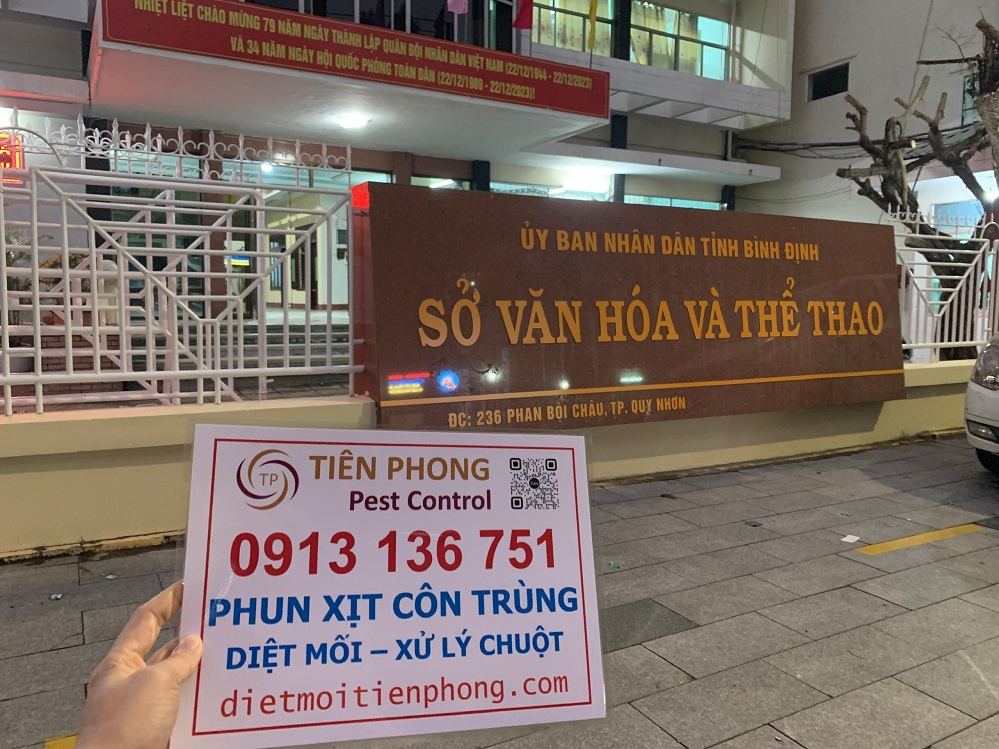 NHIỆT LIỆT CHÀO MỪNG 79 NĂM NGÀY THÀNH LẬP QUÂN ĐỘI NHÂN DÂN VIỆT NAM (22/12/1944 - 22/12/2023)
VÀ 34 NĂM NGÀY HỘI QUỐC PHÒNG TOÀN DÂN (22/12/1989 - 22/12/2023)!
ỦY BAN NHÂN DÂN TỈNH BÌNH ĐỊNH
SỞ VĂN HÓA VÀ THỂ THAO
ĐC: 236 PHAN BỘI CHÂU, TP. QUY NHƠN
TP
TIÊN PHONG
Pest Control
0913 136 751
PHUN XỊT CÔN TRÙNG
DIỆT MỐI – XỬ LÝ CHUỘT
dietmoitienphong.com